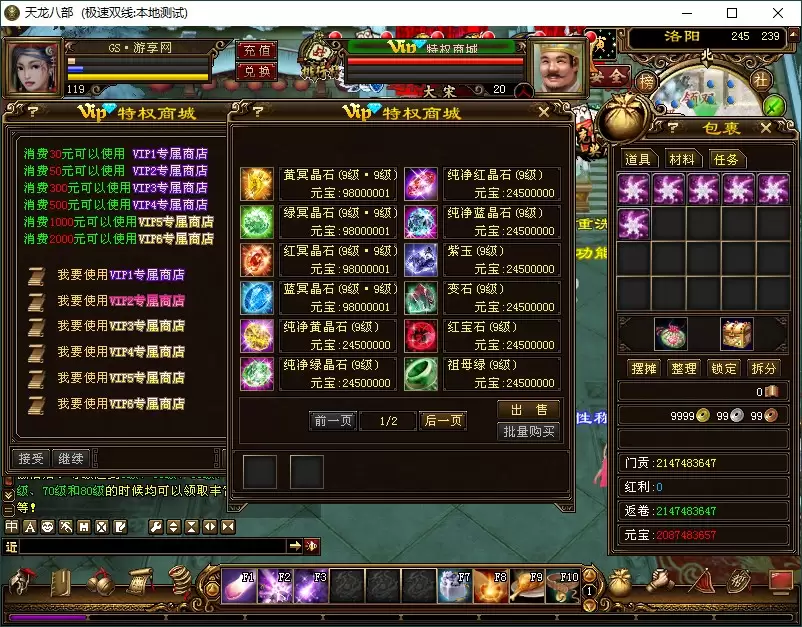 天龙八部 (极速双线:本地测试)
GS·游享网
119
充值
兑换
Vip 特权商城
大宋
20
安全
洛阳 245 239
北
榜
社
? Vip 特权商城
消费30元可以使用 VIP1专属商店
消费50元可以使用 VIP2专属商店
消费300元可以使用VIP3专属商店
消费500元可以使用VIP4专属商店
消费1000元可以使用VIP5专属商店
消费2000元可以使用VIP6专属商店
我要使用VIP1专属商店
我要使用VIP2专属商店
我要使用VIP3专属商店
我要使用VIP4专属商店
我要使用VIP5专属商店
我要使用VIP6专属商店
接受 继续
? Vip 特权商城
黄冥晶石(9级·9级)
元宝:98000001
纯净红晶石(9级)
元宝:24500000
绿冥晶石(9级·9级)
元宝:98000001
纯净蓝晶石(9级)
元宝:24500000
红冥晶石(9级·9级)
元宝:98000001
紫玉(9级)
元宝:24500000
蓝冥晶石(9级·9级)
元宝:98000001
变石(9级)
元宝:24500000
纯净黄晶石(9级)
元宝:24500000
红宝石(9级)
元宝:24500000
纯净绿晶石(9级)
元宝:24500000
祖母绿(9级)
元宝:24500000
前一页 1/2 后一页
出 售
批量购买
重洗
功能
性称
? 包裹
道具 材料 任务
摆摊 整理 锁定 拆分
0
9999 99 99
门贡:2147483647
红利:0
返卷:2147483647
元宝:2087483657
级、70级和80级的时候均可以领取丰
等!
中 A
近
F1 F2 F3 F7 F8 F9 F10
1